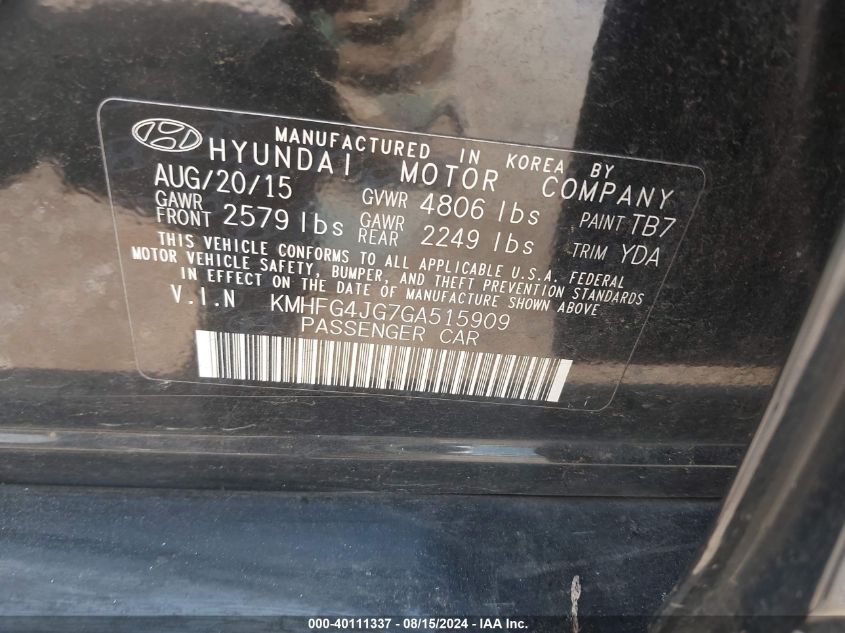 MANUFACTURED IN KOREA BY
HYUNDAI MOTOR COMPANY
AUG/20/15 GVWR 4806 lbs PAINT TB7
GAWR FRONT 2579 lbs GAWR REAR 2249 lbs TRIM YDA
THIS VEHICLE CONFORMS TO ALL APPLICABLE U.S.A. FEDERAL
MOTOR VEHICLE SAFETY, BUMPER, AND THEFT PREVENTION STANDARDS
IN EFFECT ON THE DATE OF MANUFACTURE SHOWN ABOVE
V.I.N KMHFG4JG7GA515909
PASSENGER CAR
000-40111337 - 08/15/2024 - IAAI, Inc.